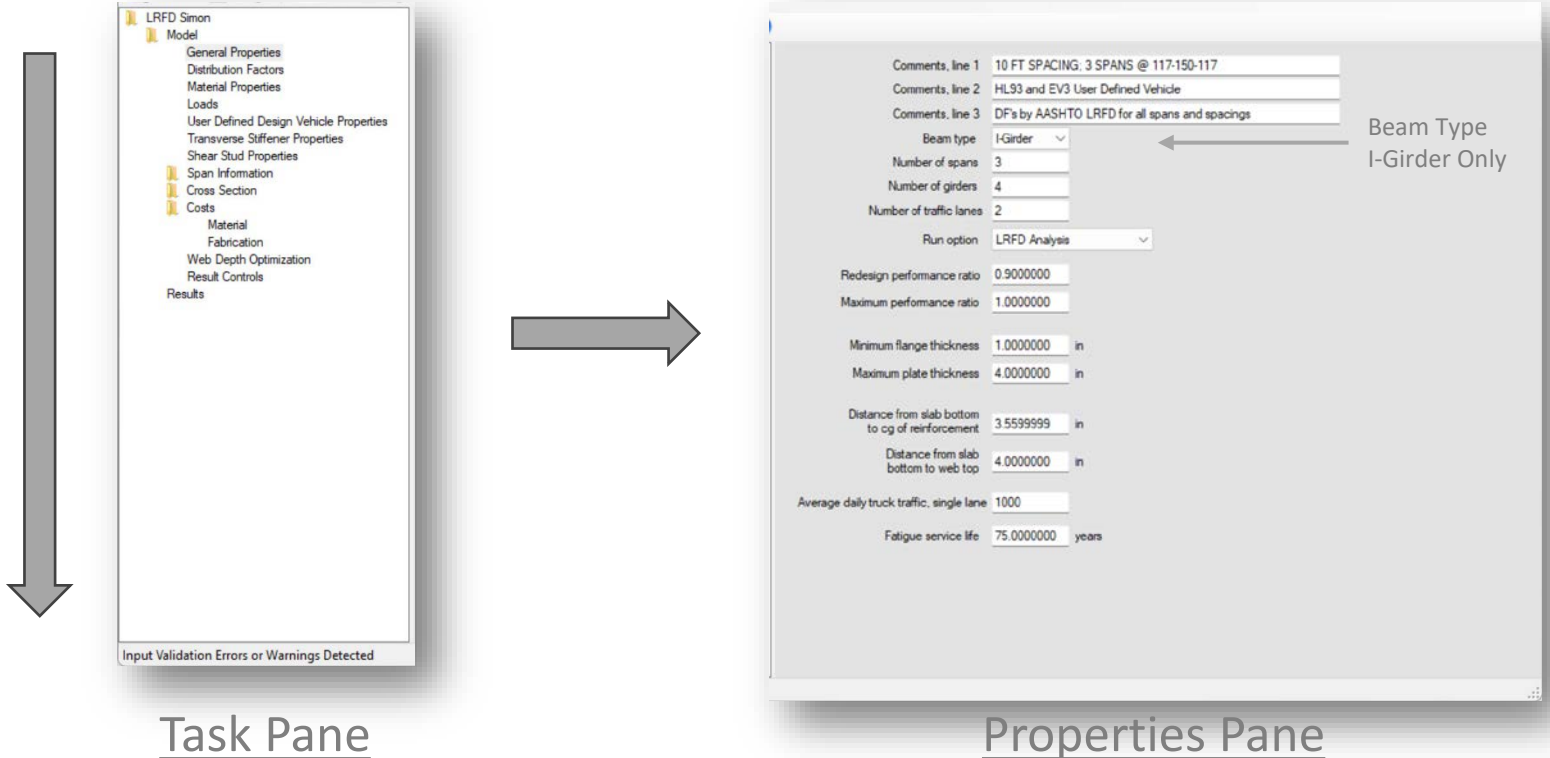 LRFD Simon
Model
General Properties
Distribution Factors
Material Properties
Loads
User Defined Design Vehicle Properties
Transverse Stiffener Properties
Shear Stud Properties
Span Information
Cross Section
Costs
Material
Fabrication
Web Depth Optimization
Result Controls
Results
Input Validation Errors or Warnings Detected
Task Pane
Comments, line 1 10 FT SPACING; 3 SPANS @ 117-150-117
Comments, line 2 HL93 and EV3 User Defined Vehicle
Comments, line 3 DF's by AASHTO LRFD for all spans and spacings
Beam type I-Girder
Number of spans 3
Number of girders 4
Number of traffic lanes 2
Run option LRFD Analysis
Redesign performance ratio 0.9000000
Maximum performance ratio 1.0000000
Minimum flange thickness 1.0000000 in
Maximum plate thickness 4.0000000 in
Distance from slab bottom
to cg of reinforcement 3.5599999 in
Distance from slab
bottom to web top 4.0000000 in
Average daily truck traffic, single lane 1000
Fatigue service life 75.0000000 years
Beam Type
I-Girder Only
Properties Pane